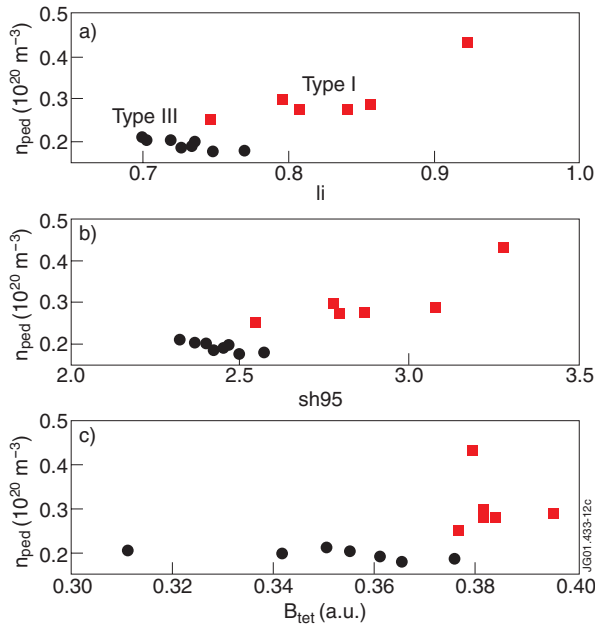 a)
0.5
0.4
0.3
0.2
n_ped (10^20 m^−3)
Type I
Type III
0.7 0.8 0.9 1.0
li
b)
0.5
0.4
0.3
0.2
n_ped (10^20 m^−3)
2.0 2.5 3.0 3.5
sh95
c)
0.5
0.4
0.3
0.2
n_ped (10^20 m^−3)
0.30 0.32 0.34 0.36 0.38 0.40
B_tet (a.u.)
JG01.433-12c